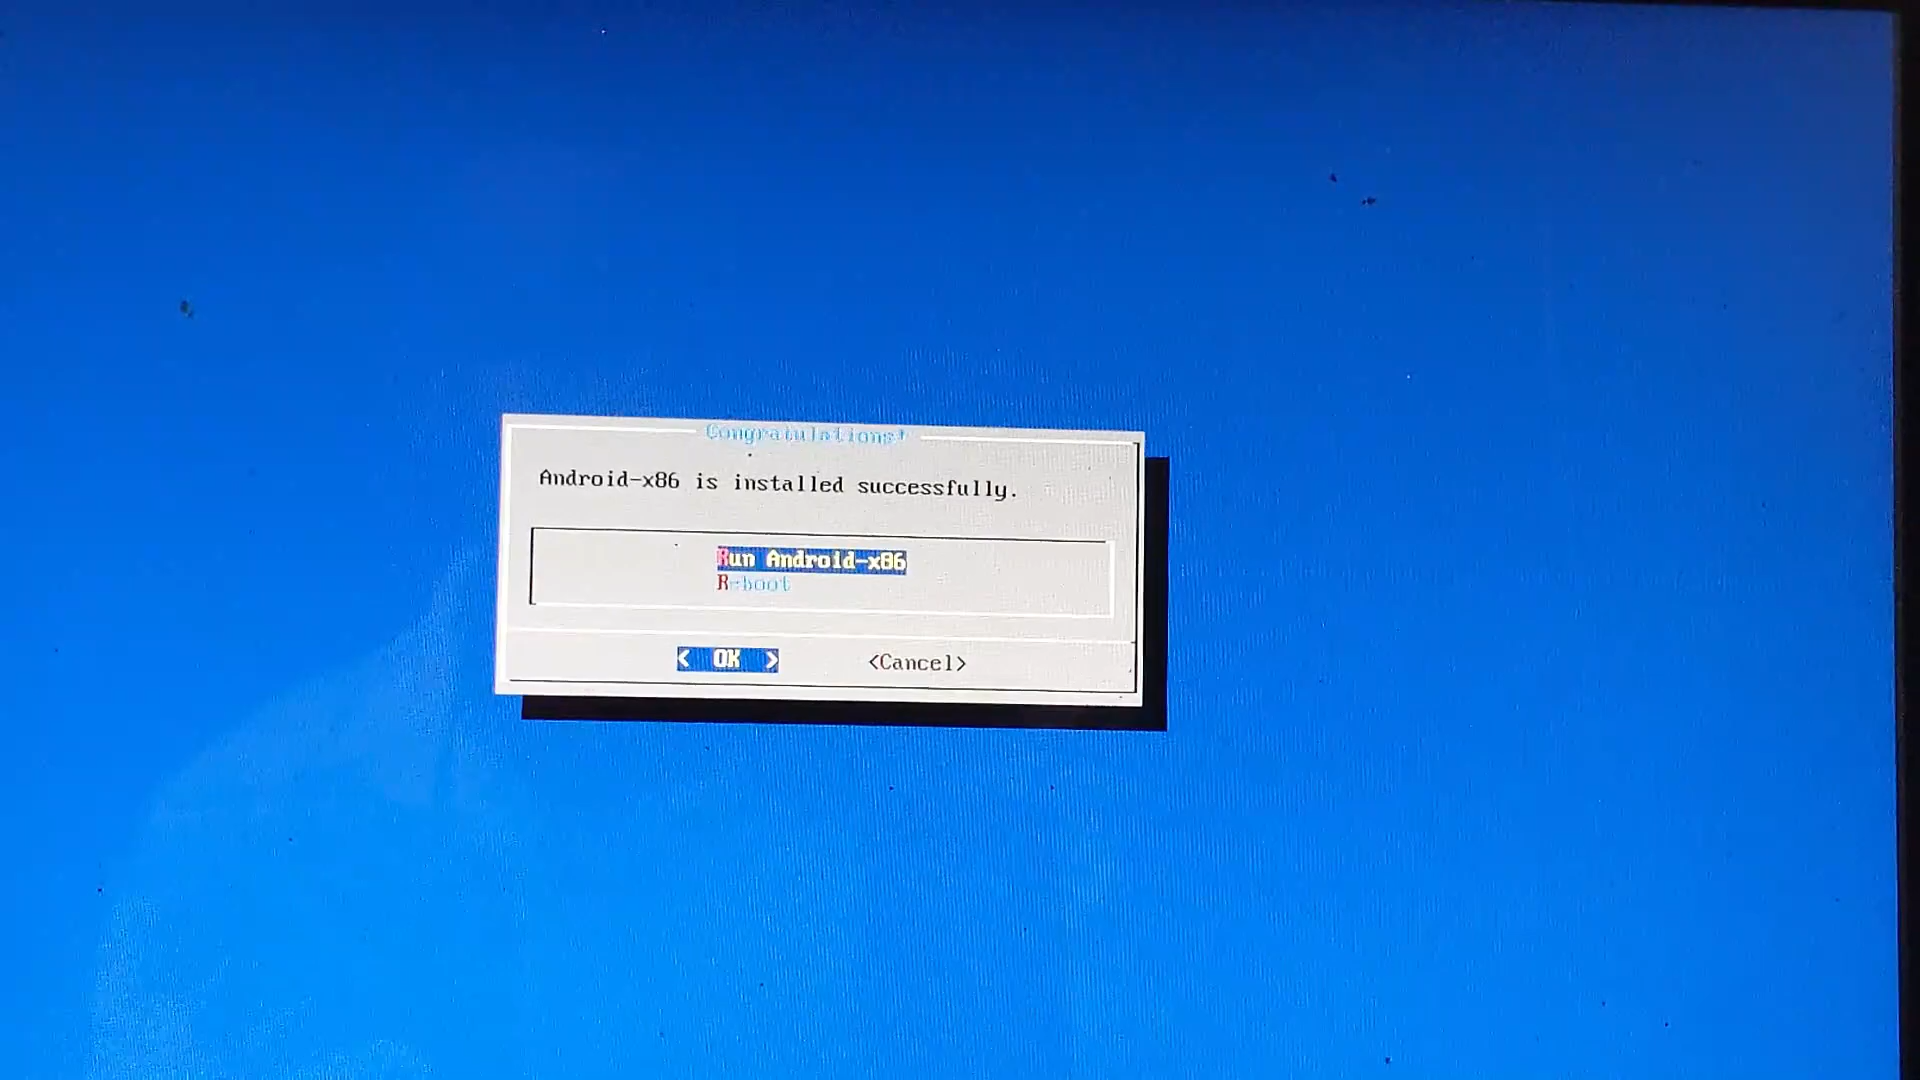 Congratulations!
Android-x86 is installed successfully.
Run Android-x86
Reboot
< OK > <Cancel>